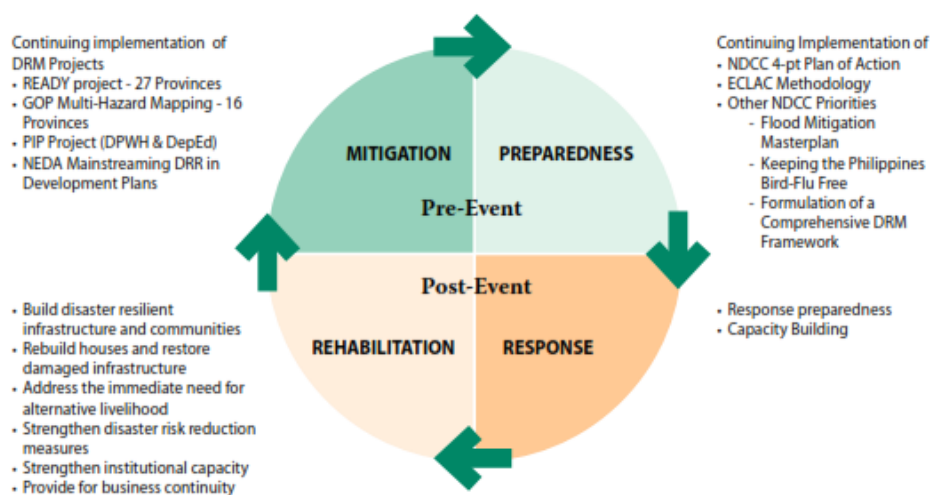 Continuing implementation of
DRM Projects
• READY project - 27 Provinces
• GOP Multi-Hazard Mapping - 16
Provinces
• PIP Project (DPWH & DepEd)
• NEDA Mainstreaming DRR in
Development Plans
Continuing Implementation of
• NDCC 4-pt Plan of Action
• ECLAC Methodology
• Other NDCC Priorities
- Flood Mitigation
Masterplan
- Keeping the Philippines
Bird-Flu Free
- Formulation of a
Comprehensive DRM
Framework
MITIGATION
PREPAREDNESS
Pre-Event
Post-Event
REHABILITATION
RESPONSE
• Build disaster resilient
infrastructure and communities
• Rebuild houses and restore
damaged infrastructure
• Address the immediate need for
alternative livelihood
• Strengthen disaster risk reduction
measures
• Strengthen institutional capacity
• Provide for business continuity
• Response preparedness
• Capacity Building